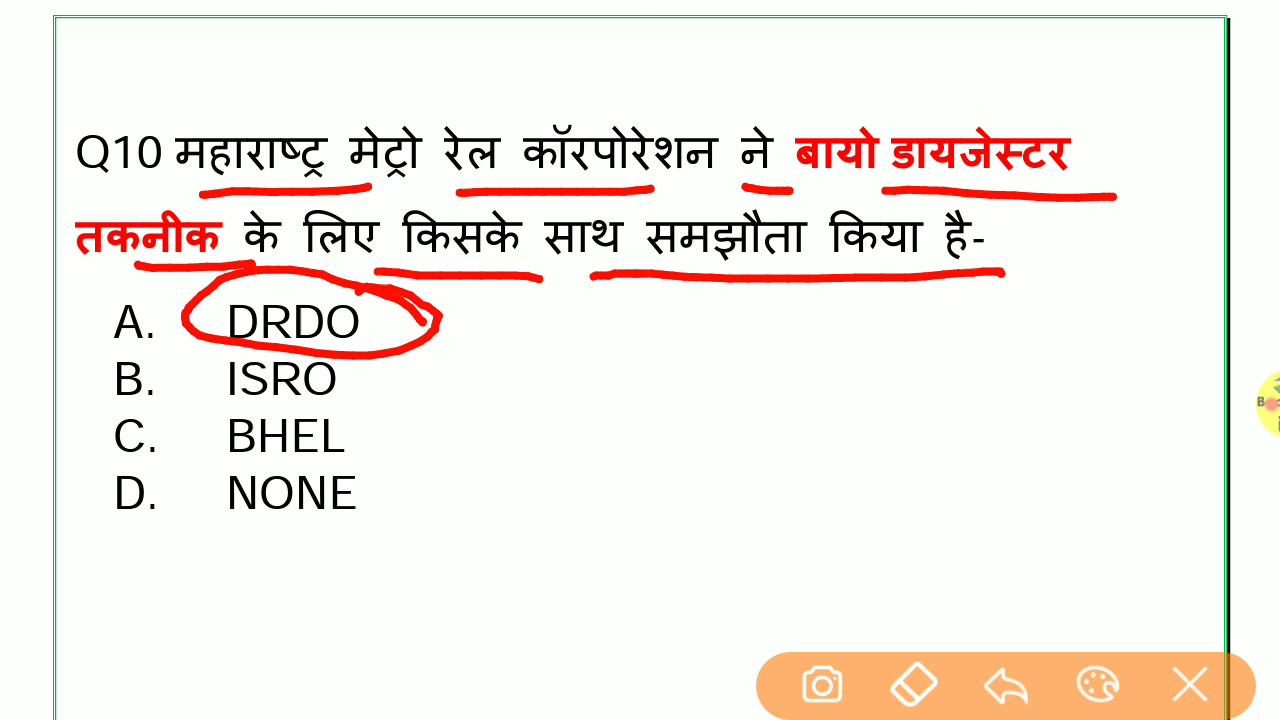 Q10 महाराष्ट्र मेट्रो रेल कॉरपोरेशन ने बायो डायजेस्टर
तकनीक के लिए किसके साथ समझौता किया है-
A. DRDO
B. ISRO
C. BHEL
D. NONE